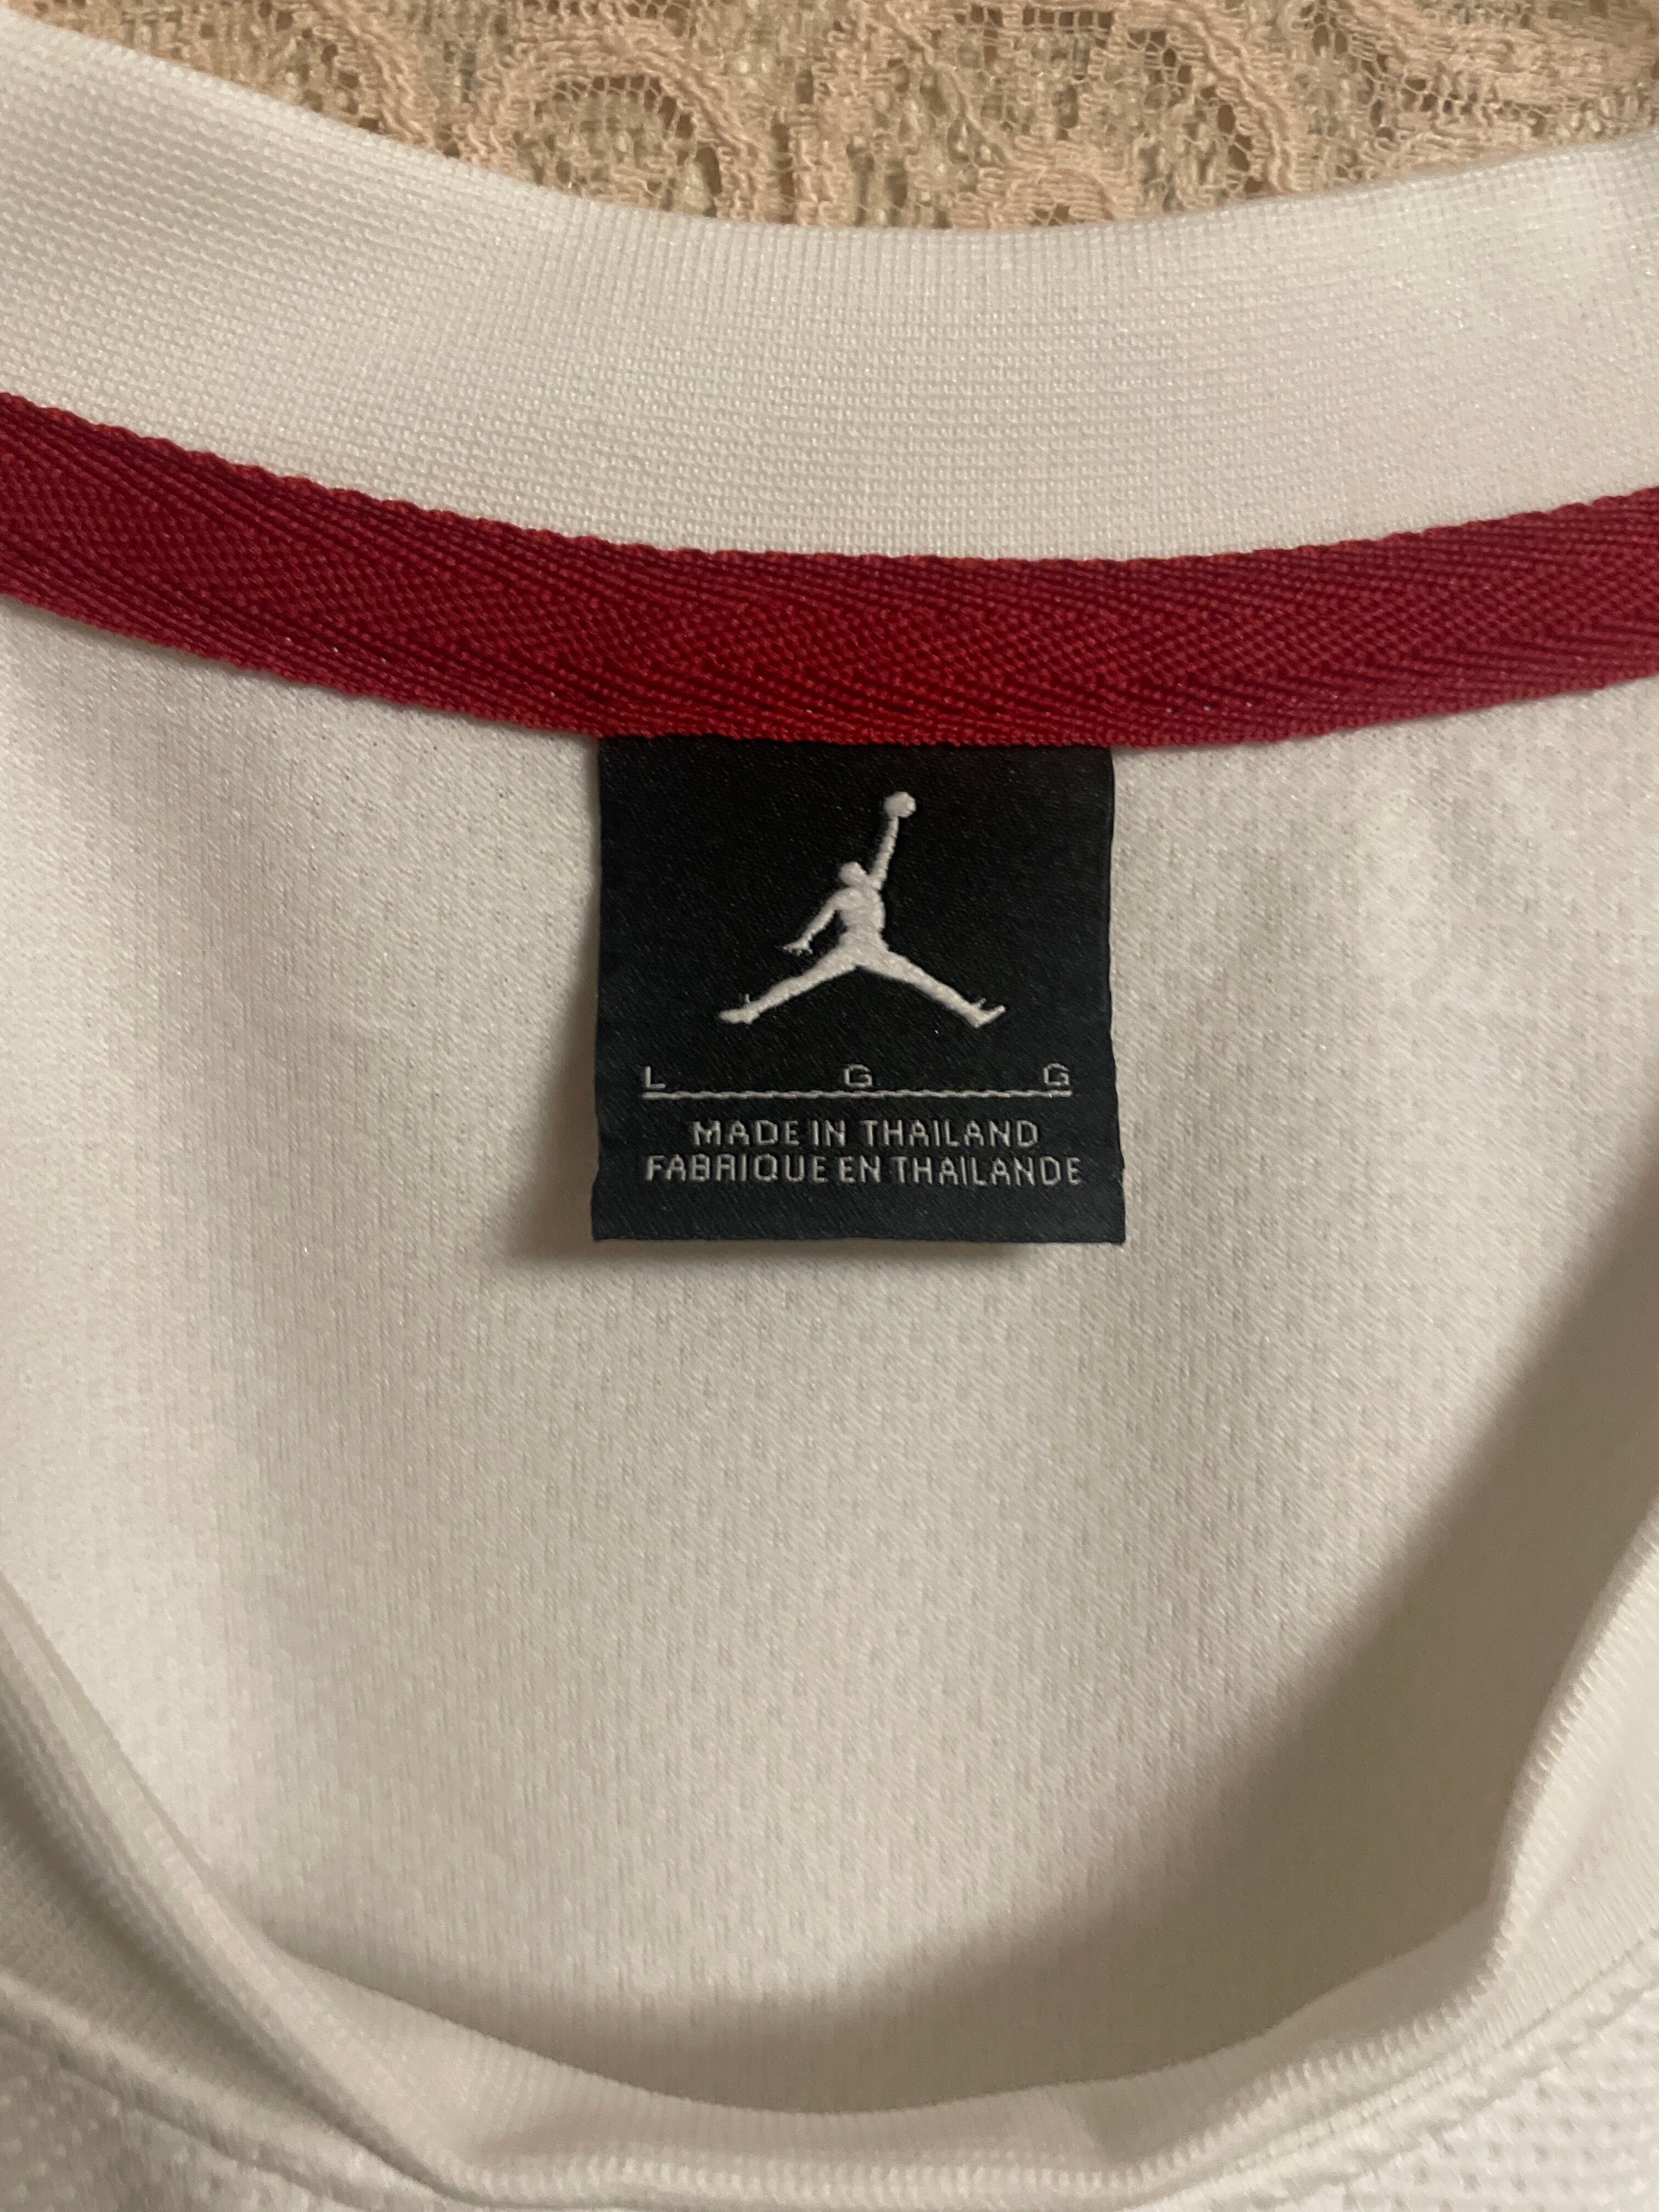 L G G
MADE IN THAILAND
FABRIQUE EN THAILANDE